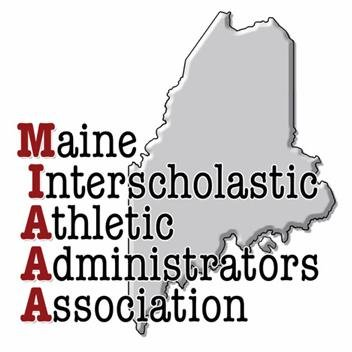 Maine
Interscholastic
Athletic
Administrators
Association